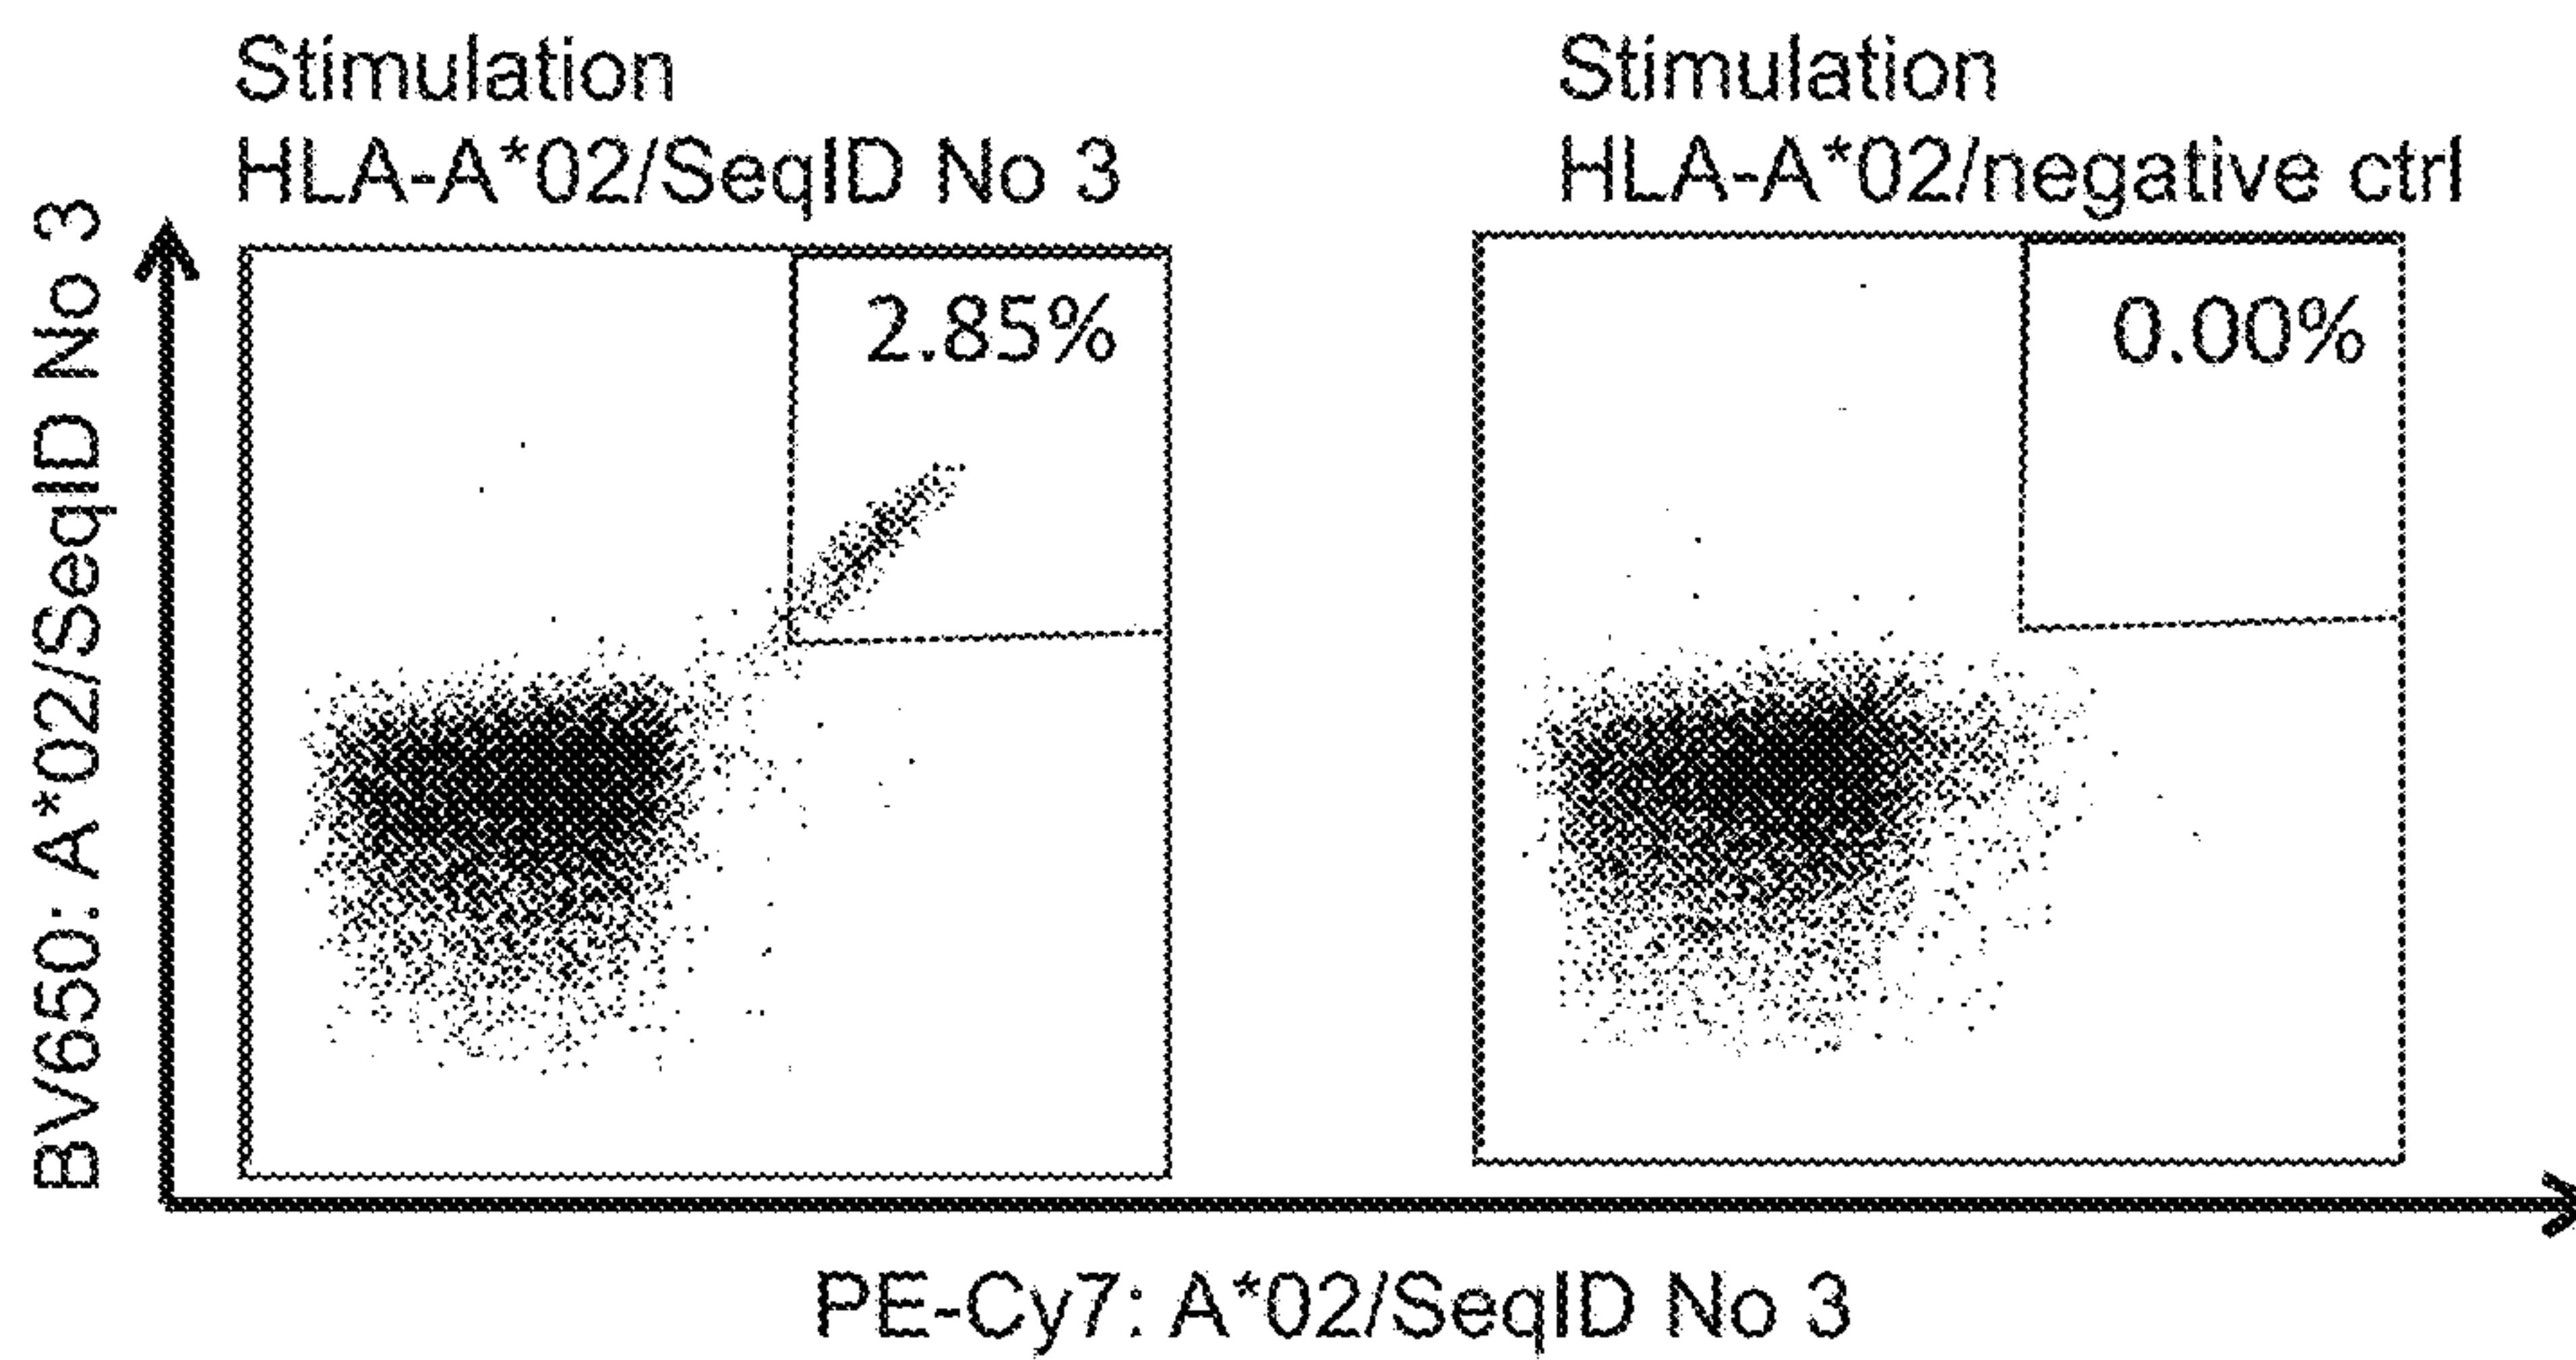 Stimulation
HLA-A*02/SeqID No 3
Stimulation
HLA-A*02/negative ctrl
BV650: A*02/SeqID No 3
2.85%
0.00%
PE-Cy7: A*02/SeqID No 3